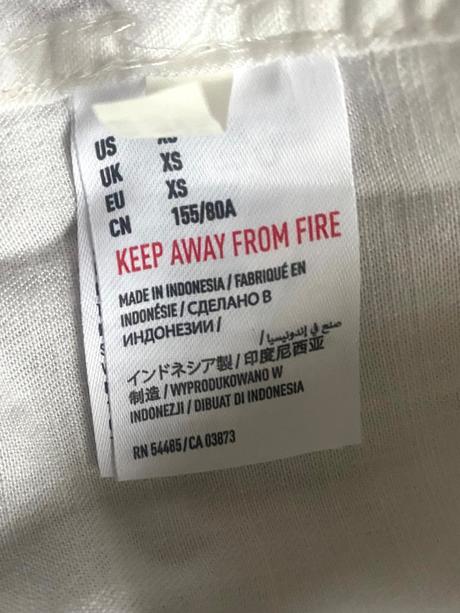 US
UK XS
EU XS
CN 155/80A
KEEP AWAY FROM FIRE
MADE IN INDONESIA / FABRIQUÉ EN
INDONÉSIE / СДЕЛАНО В
ИНДОНЕЗИИ /
صنع في إندونيسيا /
インドネシア製 / 印度尼西亚
制造 / WYPRODUKOWANO W
INDONEZJI / DIBUAT DI INDONESIA
RN 54485/CA 03873